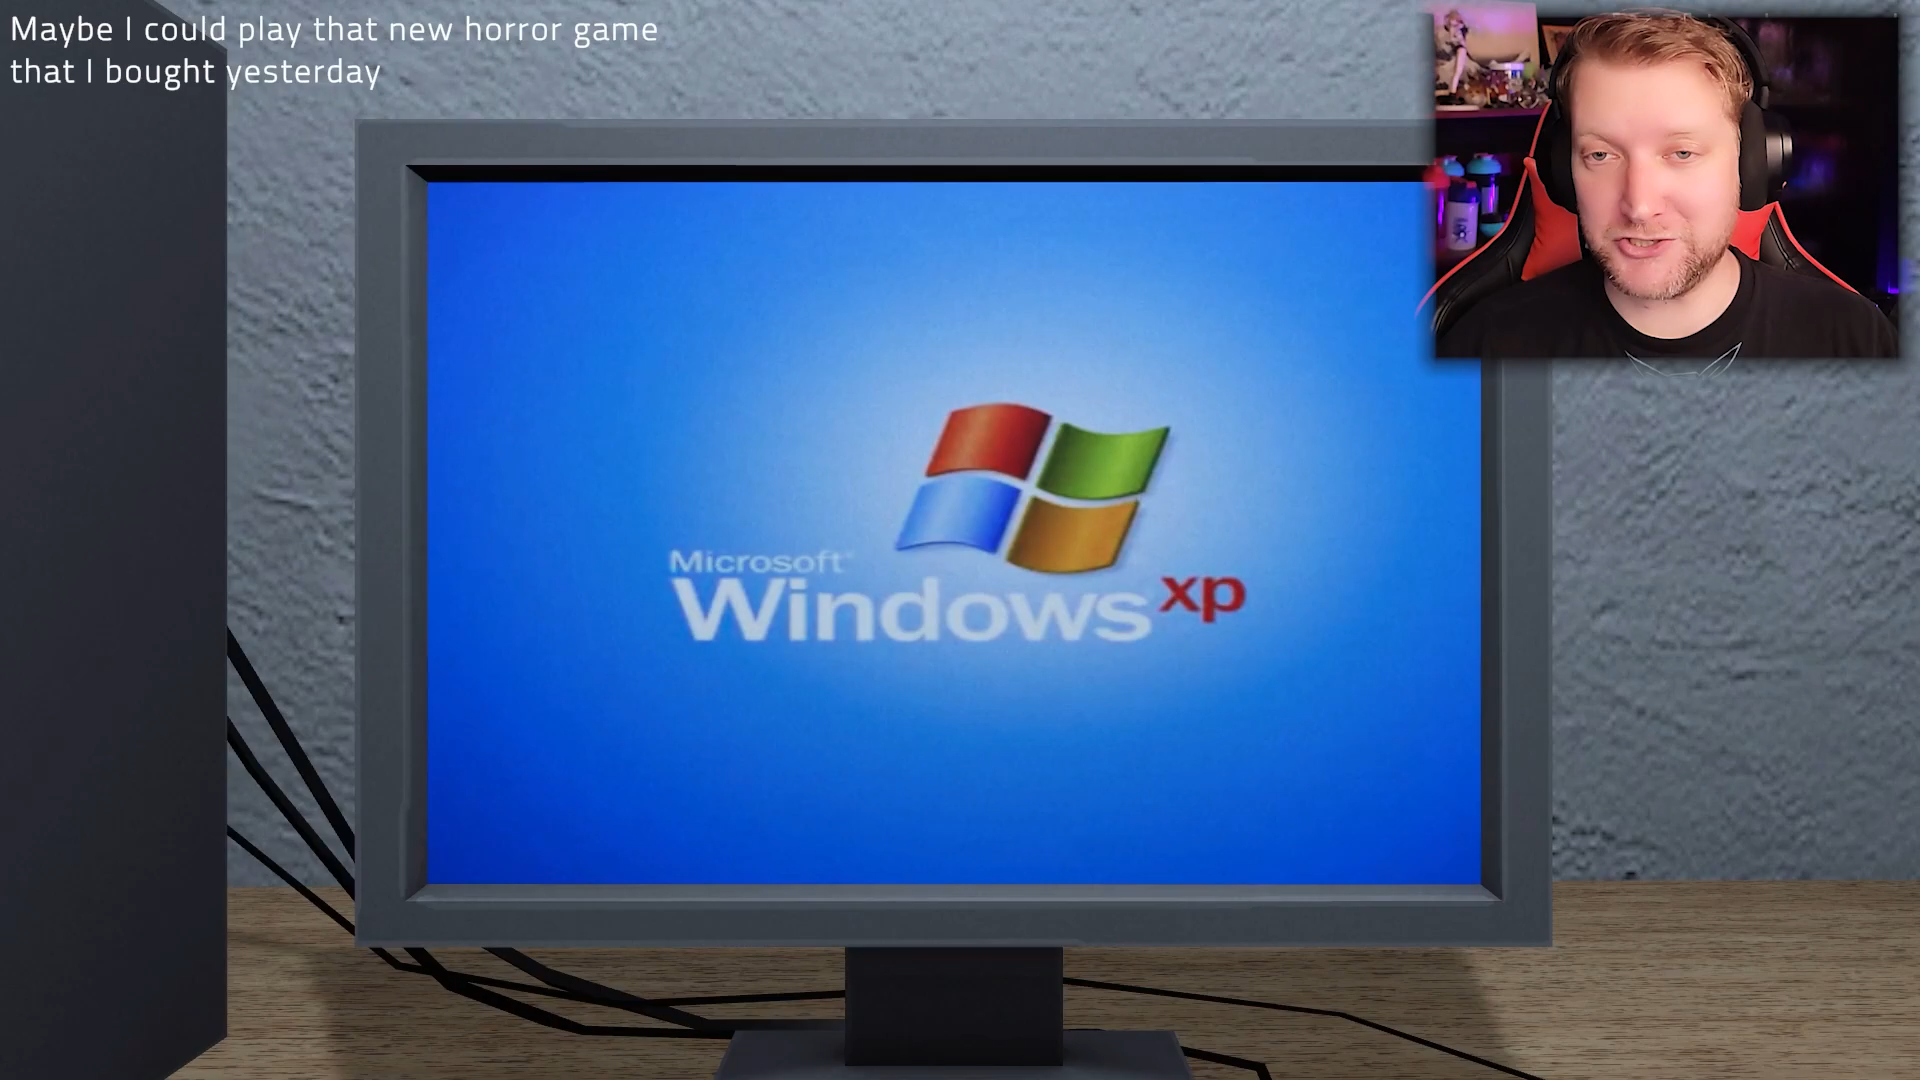 Maybe I could play that new horror game
that I bought yesterday
Microsoft
Windows xp